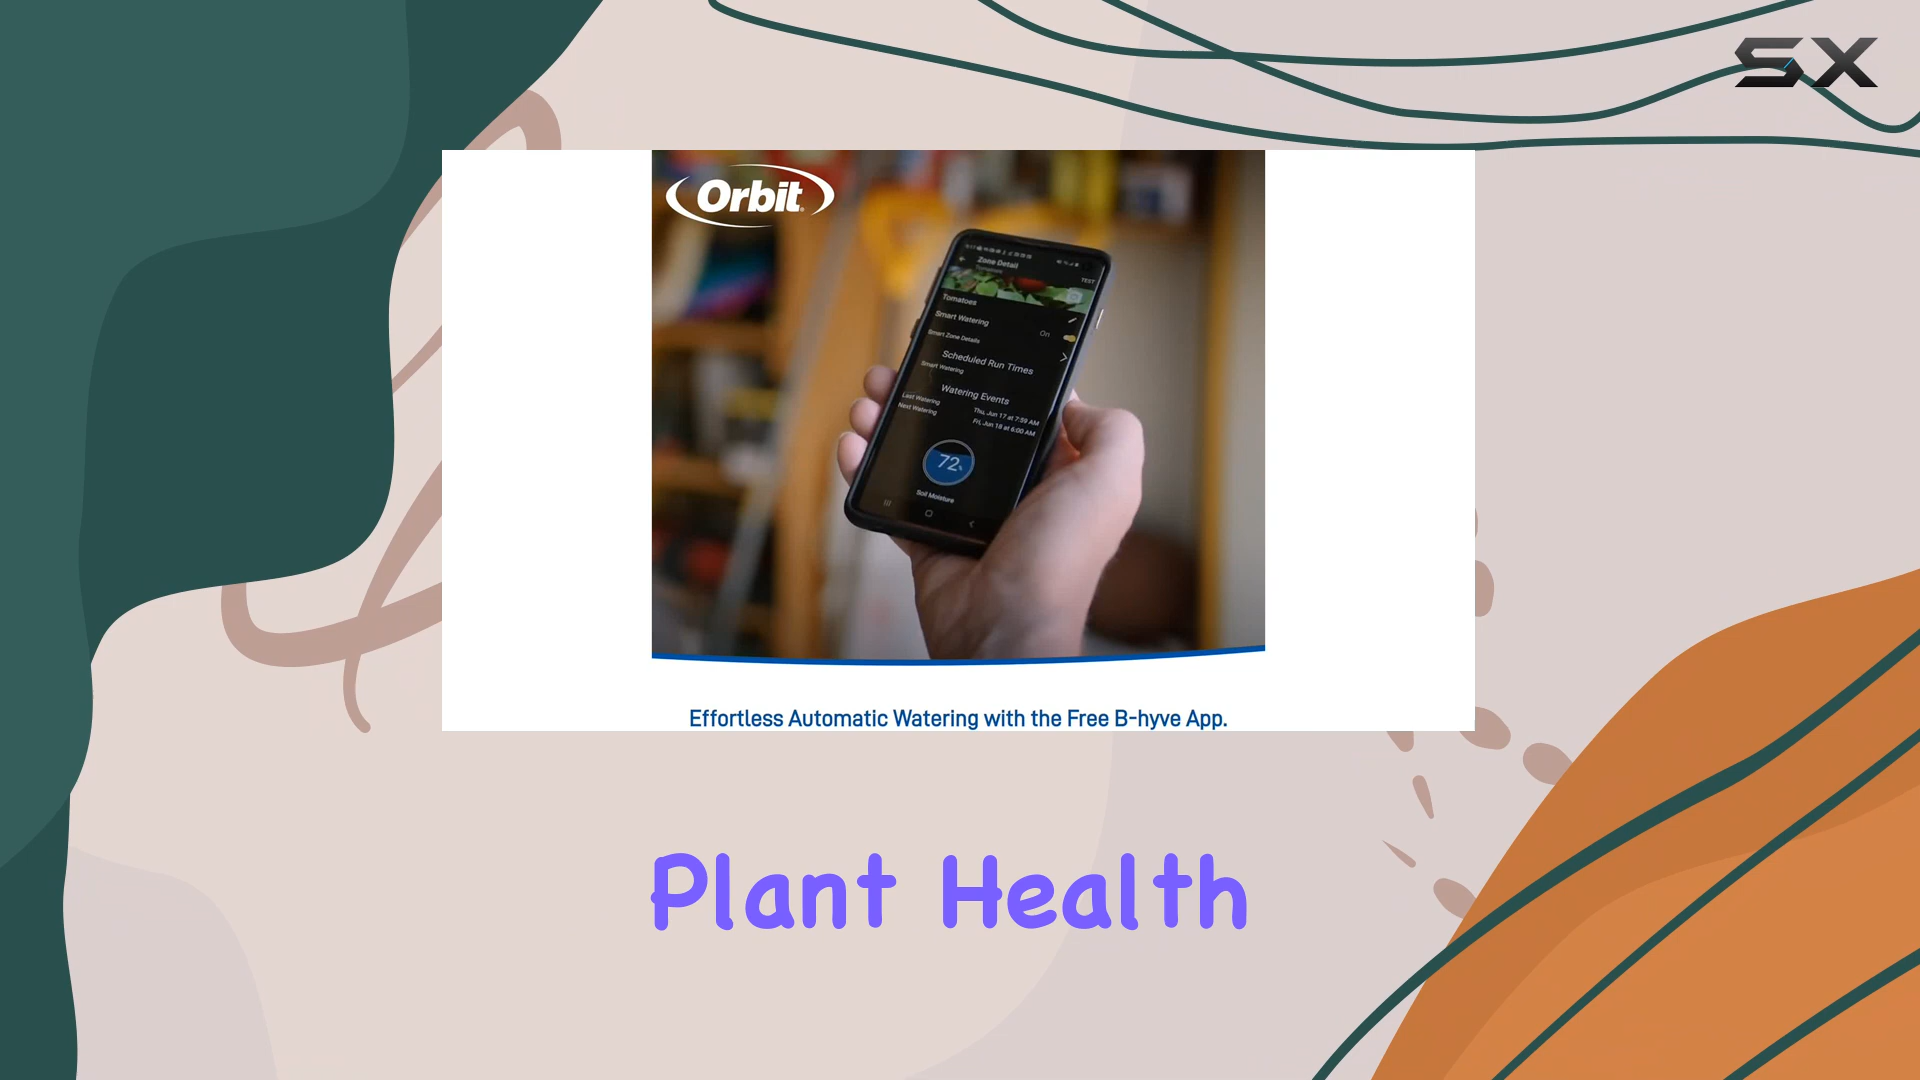 SX
Orbit
Zone Detail
TEST
Tomatoes
Smart Watering
On
Smart Zone Details
Scheduled Run Times
Smart Watering
Watering Events
Last Watering
Thu, Jun 17 at 7:59 AM
Next Watering
Fri, Jun 18 at 6:00 AM
72%
Soil Moisture
Effortless Automatic Watering with the Free B-hyve App.
Plant Health